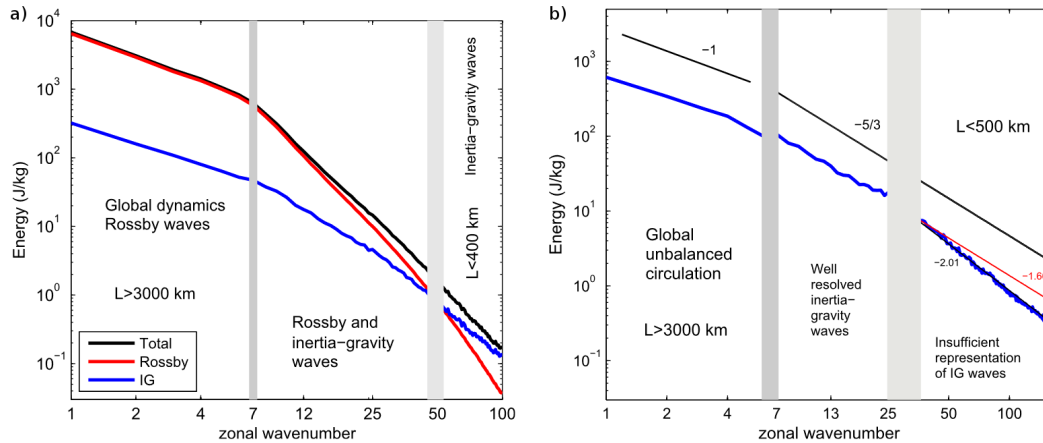 a)
10^4
10^3
10^2
10^1
10^0
10^-1
Energy (J/kg)
Global dynamics
Rossby waves
L>3000 km
Rossby and
inertia-gravity
waves
Inertia-gravity waves
L<400 km
Total
Rossby
IG
1 2 4 7 12 25 50 100
zonal wavenumber
b)
10^3
10^2
10^1
10^0
10^-1
Energy (J/kg)
−1
−5/3
L<500 km
Global
unbalanced
circulation
L>3000 km
Well
resolved
inertia-
gravity
waves
−2.01
Insufficient
representation
of IG waves
1 2 4 7 13 25 50
zonal wavenumber